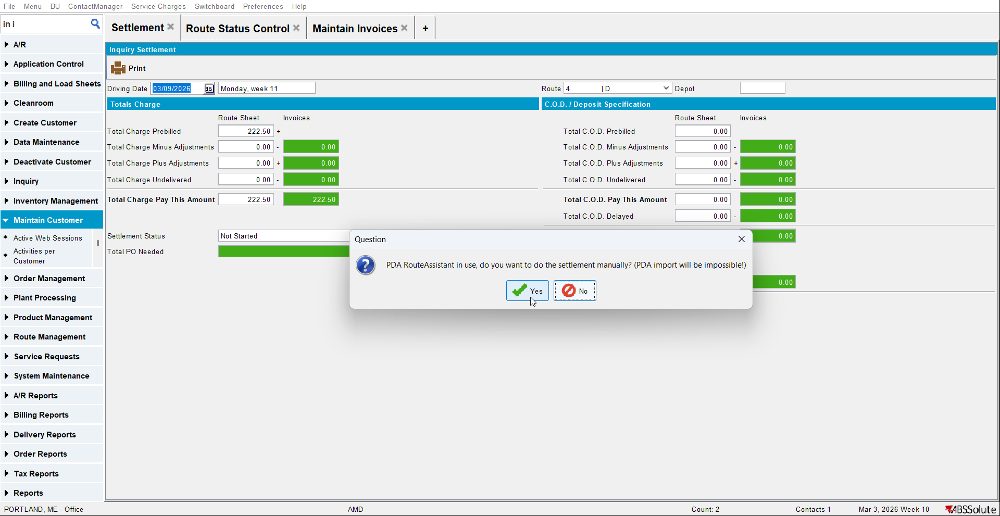 File Menu BU ContactManager Service Charges Switchboard Preferences Help
in i
Settlement
Route Status Control
Maintain Invoices
+
A/R
Application Control
Billing and Load Sheets
Cleanroom
Create Customer
Data Maintenance
Deactivate Customer
Inquiry
Inventory Management
Maintain Customer
Active Web Sessions
Activities per
Customer
Order Management
Plant Processing
Product Management
Route Management
Service Requests
System Maintenance
A/R Reports
Billing Reports
Delivery Reports
Order Reports
Tax Reports
Reports
Inquiry Settlement
Print
Driving Date 03/09/2026 16 Monday, week 11 Route 4 | D Depot
Totals Charge
Route Sheet Invoices
Total Charge Prebilled 222.50 +
Total Charge Minus Adjustments 0.00 - 0.00
Total Charge Plus Adjustments 0.00 + 0.00
Total Charge Undelivered 0.00 - 0.00
Total Charge Pay This Amount 222.50 222.50
Settlement Status Not Started
Total PO Needed
C.O.D. / Deposit Specification
Route Sheet Invoices
Total C.O.D. Prebilled 0.00
Total C.O.D. Minus Adjustments 0.00 - 0.00
Total C.O.D. Plus Adjustments 0.00 + 0.00
Total C.O.D. Undelivered 0.00 - 0.00
Total C.O.D. Pay This Amount 0.00 0.00
Total C.O.D. Delayed 0.00 - 0.00
0.00
0.00
Question
PDA RouteAssistant in use, do you want to do the settlement manually? (PDA import will be impossible!)
Yes No
PORTLAND, ME - Office AMD Count: 2 Contacts 1 Mar 3, 2026 Week 10 ABSSolute